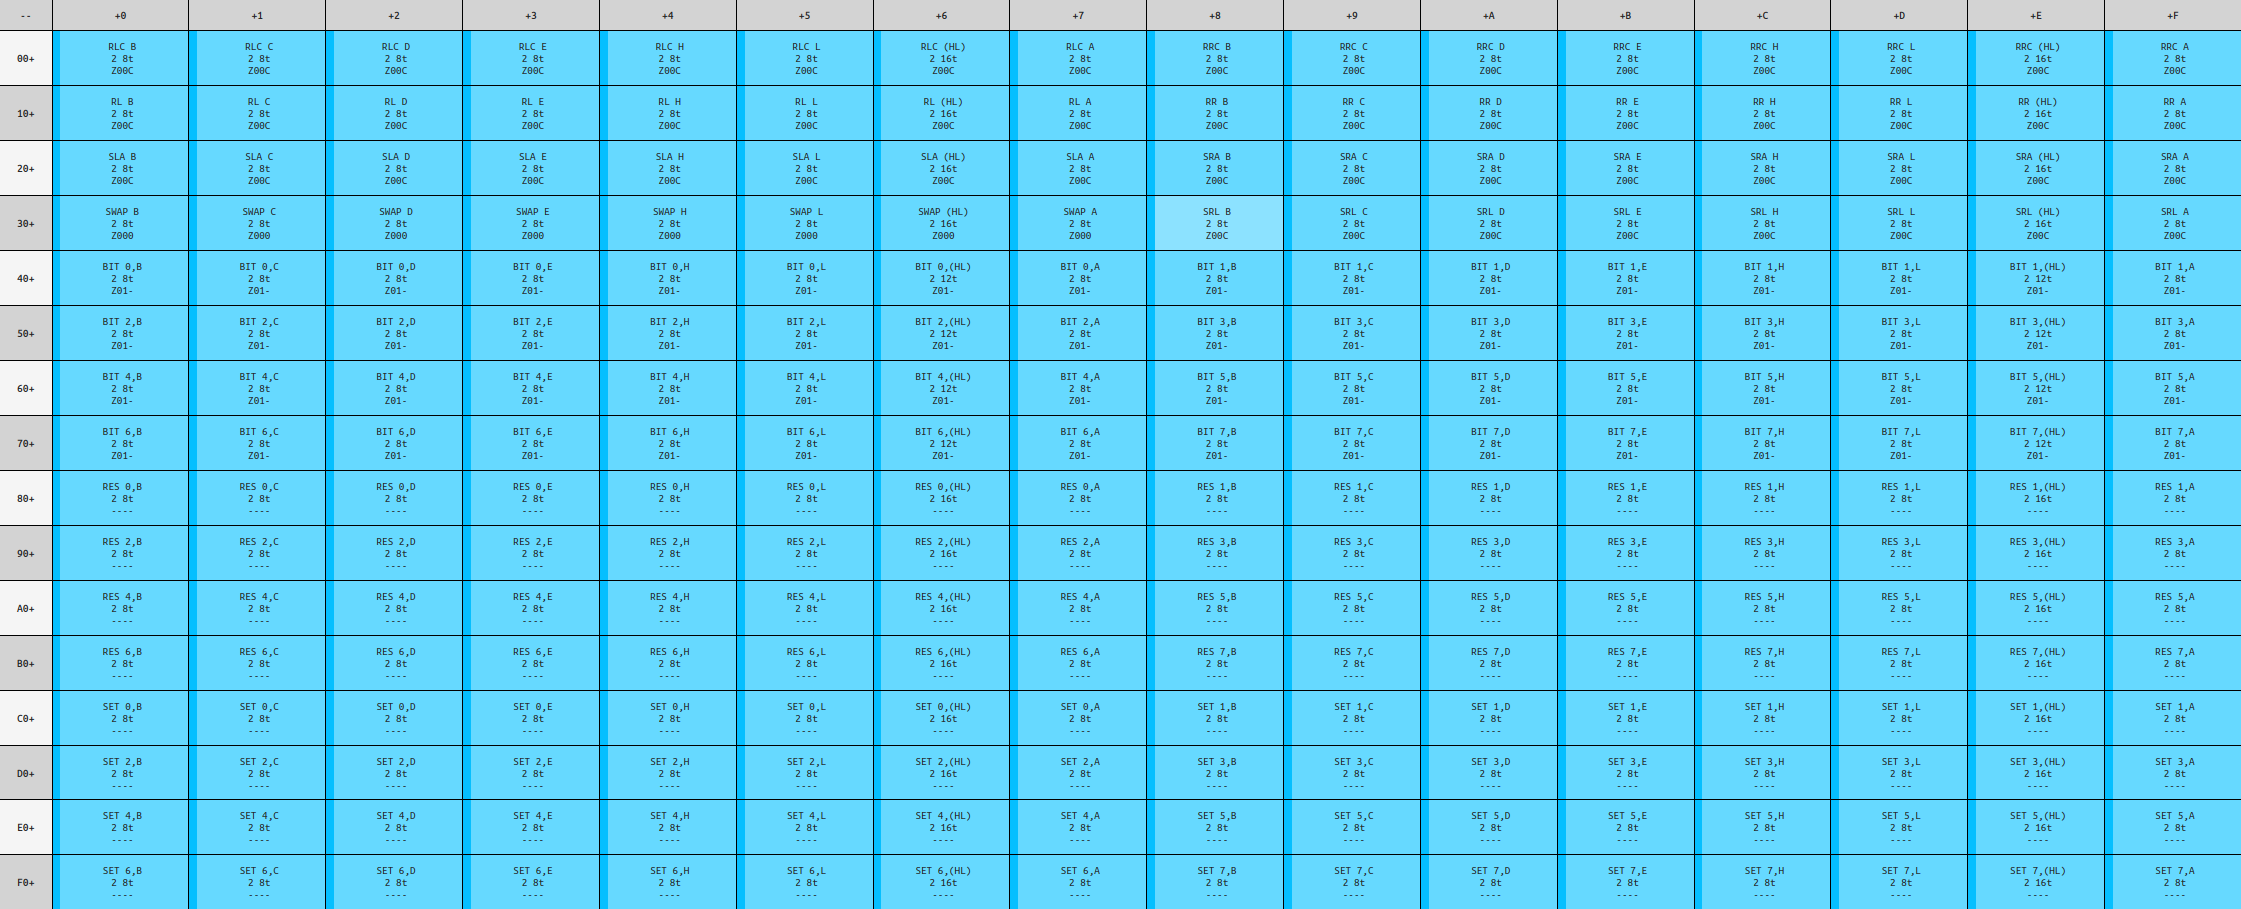 -- +0 +1 +2 +3 +4 +5 +6 +7 +8 +9 +A +B +C +D +E +F
RLC B RLC C RLC D RLC E RLC H RLC L RLC (HL) RLC A RRC B RRC C RRC D RRC E RRC H RRC L RRC (HL) RRC A
00+ 2 8t 2 8t 2 8t 2 8t 2 8t 2 8t 2 16t 2 8t 2 8t 2 8t 2 8t 2 8t 2 8t 2 8t 2 16t 2 8t
Z00C Z00C Z00C Z00C Z00C Z00C Z00C Z00C Z00C Z00C Z00C Z00C Z00C Z00C Z00C Z00C
RL B RL C RL D RL E RL H RL L RL (HL) RL A RR B RR C RR D RR E RR H RR L RR (HL) RR A
10+ 2 8t 2 8t 2 8t 2 8t 2 8t 2 8t 2 16t 2 8t 2 8t 2 8t 2 8t 2 8t 2 8t 2 8t 2 16t 2 8t
Z00C Z00C Z00C Z00C Z00C Z00C Z00C Z00C Z00C Z00C Z00C Z00C Z00C Z00C Z00C Z00C
SLA B SLA C SLA D SLA E SLA H SLA L SLA (HL) SLA A SRA B SRA C SRA D SRA E SRA H SRA L SRA (HL) SRA A
20+ 2 8t 2 8t 2 8t 2 8t 2 8t 2 8t 2 16t 2 8t 2 8t 2 8t 2 8t 2 8t 2 8t 2 8t 2 16t 2 8t
Z00C Z00C Z00C Z00C Z00C Z00C Z00C Z00C Z00C Z00C Z00C Z00C Z00C Z00C Z00C Z00C
SWAP B SWAP C SWAP D SWAP E SWAP H SWAP L SWAP (HL) SWAP A SRL B SRL C SRL D SRL E SRL H SRL L SRL (HL) SRL A
30+ 2 8t 2 8t 2 8t 2 8t 2 8t 2 8t 2 16t 2 8t 2 8t 2 8t 2 8t 2 8t 2 8t 2 8t 2 16t 2 8t
Z000 Z000 Z000 Z000 Z000 Z000 Z000 Z000 Z00C Z00C Z00C Z00C Z00C Z00C Z00C Z00C
BIT 0,B BIT 0,C BIT 0,D BIT 0,E BIT 0,H BIT 0,L BIT 0,(HL) BIT 0,A BIT 1,B BIT 1,C BIT 1,D BIT 1,E BIT 1,H BIT 1,L BIT 1,(HL) BIT 1,A
40+ 2 8t 2 8t 2 8t 2 8t 2 8t 2 8t 2 12t 2 8t 2 8t 2 8t 2 8t 2 8t 2 8t 2 8t 2 12t 2 8t
Z01- Z01- Z01- Z01- Z01- Z01- Z01- Z01- Z01- Z01- Z01- Z01- Z01- Z01- Z01- Z01-
BIT 2,B BIT 2,C BIT 2,D BIT 2,E BIT 2,H BIT 2,L BIT 2,(HL) BIT 2,A BIT 3,B BIT 3,C BIT 3,D BIT 3,E BIT 3,H BIT 3,L BIT 3,(HL) BIT 3,A
50+ 2 8t 2 8t 2 8t 2 8t 2 8t 2 8t 2 12t 2 8t 2 8t 2 8t 2 8t 2 8t 2 8t 2 8t 2 12t 2 8t
Z01- Z01- Z01- Z01- Z01- Z01- Z01- Z01- Z01- Z01- Z01- Z01- Z01- Z01- Z01- Z01-
BIT 4,B BIT 4,C BIT 4,D BIT 4,E BIT 4,H BIT 4,L BIT 4,(HL) BIT 4,A BIT 5,B BIT 5,C BIT 5,D BIT 5,E BIT 5,H BIT 5,L BIT 5,(HL) BIT 5,A
60+ 2 8t 2 8t 2 8t 2 8t 2 8t 2 8t 2 12t 2 8t 2 8t 2 8t 2 8t 2 8t 2 8t 2 8t 2 12t 2 8t
Z01- Z01- Z01- Z01- Z01- Z01- Z01- Z01- Z01- Z01- Z01- Z01- Z01- Z01- Z01- Z01-
BIT 6,B BIT 6,C BIT 6,D BIT 6,E BIT 6,H BIT 6,L BIT 6,(HL) BIT 6,A BIT 7,B BIT 7,C BIT 7,D BIT 7,E BIT 7,H BIT 7,L BIT 7,(HL) BIT 7,A
70+ 2 8t 2 8t 2 8t 2 8t 2 8t 2 8t 2 12t 2 8t 2 8t 2 8t 2 8t 2 8t 2 8t 2 8t 2 12t 2 8t
Z01- Z01- Z01- Z01- Z01- Z01- Z01- Z01- Z01- Z01- Z01- Z01- Z01- Z01- Z01- Z01-
RES 0,B RES 0,C RES 0,D RES 0,E RES 0,H RES 0,L RES 0,(HL) RES 0,A RES 1,B RES 1,C RES 1,D RES 1,E RES 1,H RES 1,L RES 1,(HL) RES 1,A
80+ 2 8t 2 8t 2 8t 2 8t 2 8t 2 8t 2 16t 2 8t 2 8t 2 8t 2 8t 2 8t 2 8t 2 8t 2 16t 2 8t
---- ---- ---- ---- ---- ---- ---- ---- ---- ---- ---- ---- ---- ---- ---- ----
RES 2,B RES 2,C RES 2,D RES 2,E RES 2,H RES 2,L RES 2,(HL) RES 2,A RES 3,B RES 3,C RES 3,D RES 3,E RES 3,H RES 3,L RES 3,(HL) RES 3,A
90+ 2 8t 2 8t 2 8t 2 8t 2 8t 2 8t 2 16t 2 8t 2 8t 2 8t 2 8t 2 8t 2 8t 2 8t 2 16t 2 8t
---- ---- ---- ---- ---- ---- ---- ---- ---- ---- ---- ---- ---- ---- ---- ----
RES 4,B RES 4,C RES 4,D RES 4,E RES 4,H RES 4,L RES 4,(HL) RES 4,A RES 5,B RES 5,C RES 5,D RES 5,E RES 5,H RES 5,L RES 5,(HL) RES 5,A
A0+ 2 8t 2 8t 2 8t 2 8t 2 8t 2 8t 2 16t 2 8t 2 8t 2 8t 2 8t 2 8t 2 8t 2 8t 2 16t 2 8t
---- ---- ---- ---- ---- ---- ---- ---- ---- ---- ---- ---- ---- ---- ---- ----
RES 6,B RES 6,C RES 6,D RES 6,E RES 6,H RES 6,L RES 6,(HL) RES 6,A RES 7,B RES 7,C RES 7,D RES 7,E RES 7,H RES 7,L RES 7,(HL) RES 7,A
B0+ 2 8t 2 8t 2 8t 2 8t 2 8t 2 8t 2 16t 2 8t 2 8t 2 8t 2 8t 2 8t 2 8t 2 8t 2 16t 2 8t
---- ---- ---- ---- ---- ---- ---- ---- ---- ---- ---- ---- ---- ---- ---- ----
SET 0,B SET 0,C SET 0,D SET 0,E SET 0,H SET 0,L SET 0,(HL) SET 0,A SET 1,B SET 1,C SET 1,D SET 1,E SET 1,H SET 1,L SET 1,(HL) SET 1,A
C0+ 2 8t 2 8t 2 8t 2 8t 2 8t 2 8t 2 16t 2 8t 2 8t 2 8t 2 8t 2 8t 2 8t 2 8t 2 16t 2 8t
---- ---- ---- ---- ---- ---- ---- ---- ---- ---- ---- ---- ---- ---- ---- ----
SET 2,B SET 2,C SET 2,D SET 2,E SET 2,H SET 2,L SET 2,(HL) SET 2,A SET 3,B SET 3,C SET 3,D SET 3,E SET 3,H SET 3,L SET 3,(HL) SET 3,A
D0+ 2 8t 2 8t 2 8t 2 8t 2 8t 2 8t 2 16t 2 8t 2 8t 2 8t 2 8t 2 8t 2 8t 2 8t 2 16t 2 8t
---- ---- ---- ---- ---- ---- ---- ---- ---- ---- ---- ---- ---- ---- ---- ----
SET 4,B SET 4,C SET 4,D SET 4,E SET 4,H SET 4,L SET 4,(HL) SET 4,A SET 5,B SET 5,C SET 5,D SET 5,E SET 5,H SET 5,L SET 5,(HL) SET 5,A
E0+ 2 8t 2 8t 2 8t 2 8t 2 8t 2 8t 2 16t 2 8t 2 8t 2 8t 2 8t 2 8t 2 8t 2 8t 2 16t 2 8t
---- ---- ---- ---- ---- ---- ---- ---- ---- ---- ---- ---- ---- ---- ---- ----
SET 6,B SET 6,C SET 6,D SET 6,E SET 6,H SET 6,L SET 6,(HL) SET 6,A SET 7,B SET 7,C SET 7,D SET 7,E SET 7,H SET 7,L SET 7,(HL) SET 7,A
F0+ 2 8t 2 8t 2 8t 2 8t 2 8t 2 8t 2 16t 2 8t 2 8t 2 8t 2 8t 2 8t 2 8t 2 8t 2 16t 2 8t
---- ---- ---- ---- ---- ---- ---- ---- ---- ---- ---- ---- ---- ---- ---- ----